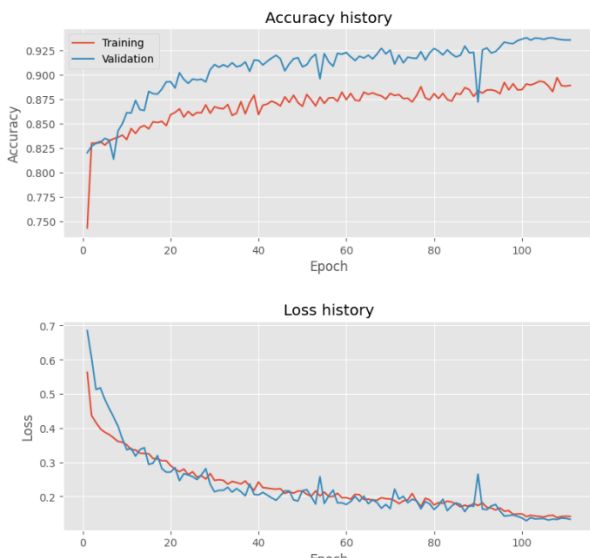 Accuracy history
Training
Validation
0.925
0.900
0.875
0.850
0.825
0.800
0.775
0.750
Accuracy
0 20 40 60 80 100
Epoch
Loss history
0.7
0.6
0.5
0.4
0.3
0.2
Loss
0 20 40 60 80 100
Epoch